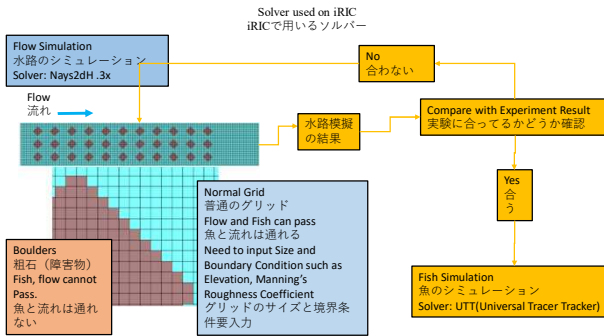 Solver used on iRIC
iRICで用いるソルバー
Flow Simulation
水路のシミュレーション
Solver: Nays2dH .3x
No
合わない
Flow
流れ
水路模擬
の結果
Compare with Experiment Result
実験に合ってるかどうか確認
Yes
合
う
Normal Grid
普通のグリッド
Flow and Fish can pass
魚と流れは通れる
Need to input Size and
Boundary Condition such as
Elevation, Manning's
Roughness Coefficient
グリッドのサイズと境界条
件要入力
Boulders
粗石（障害物）
Fish, flow cannot
Pass.
魚と流れは通れ
ない
Fish Simulation
魚のシミュレーション
Solver: UTT(Universal Tracer Tracker)